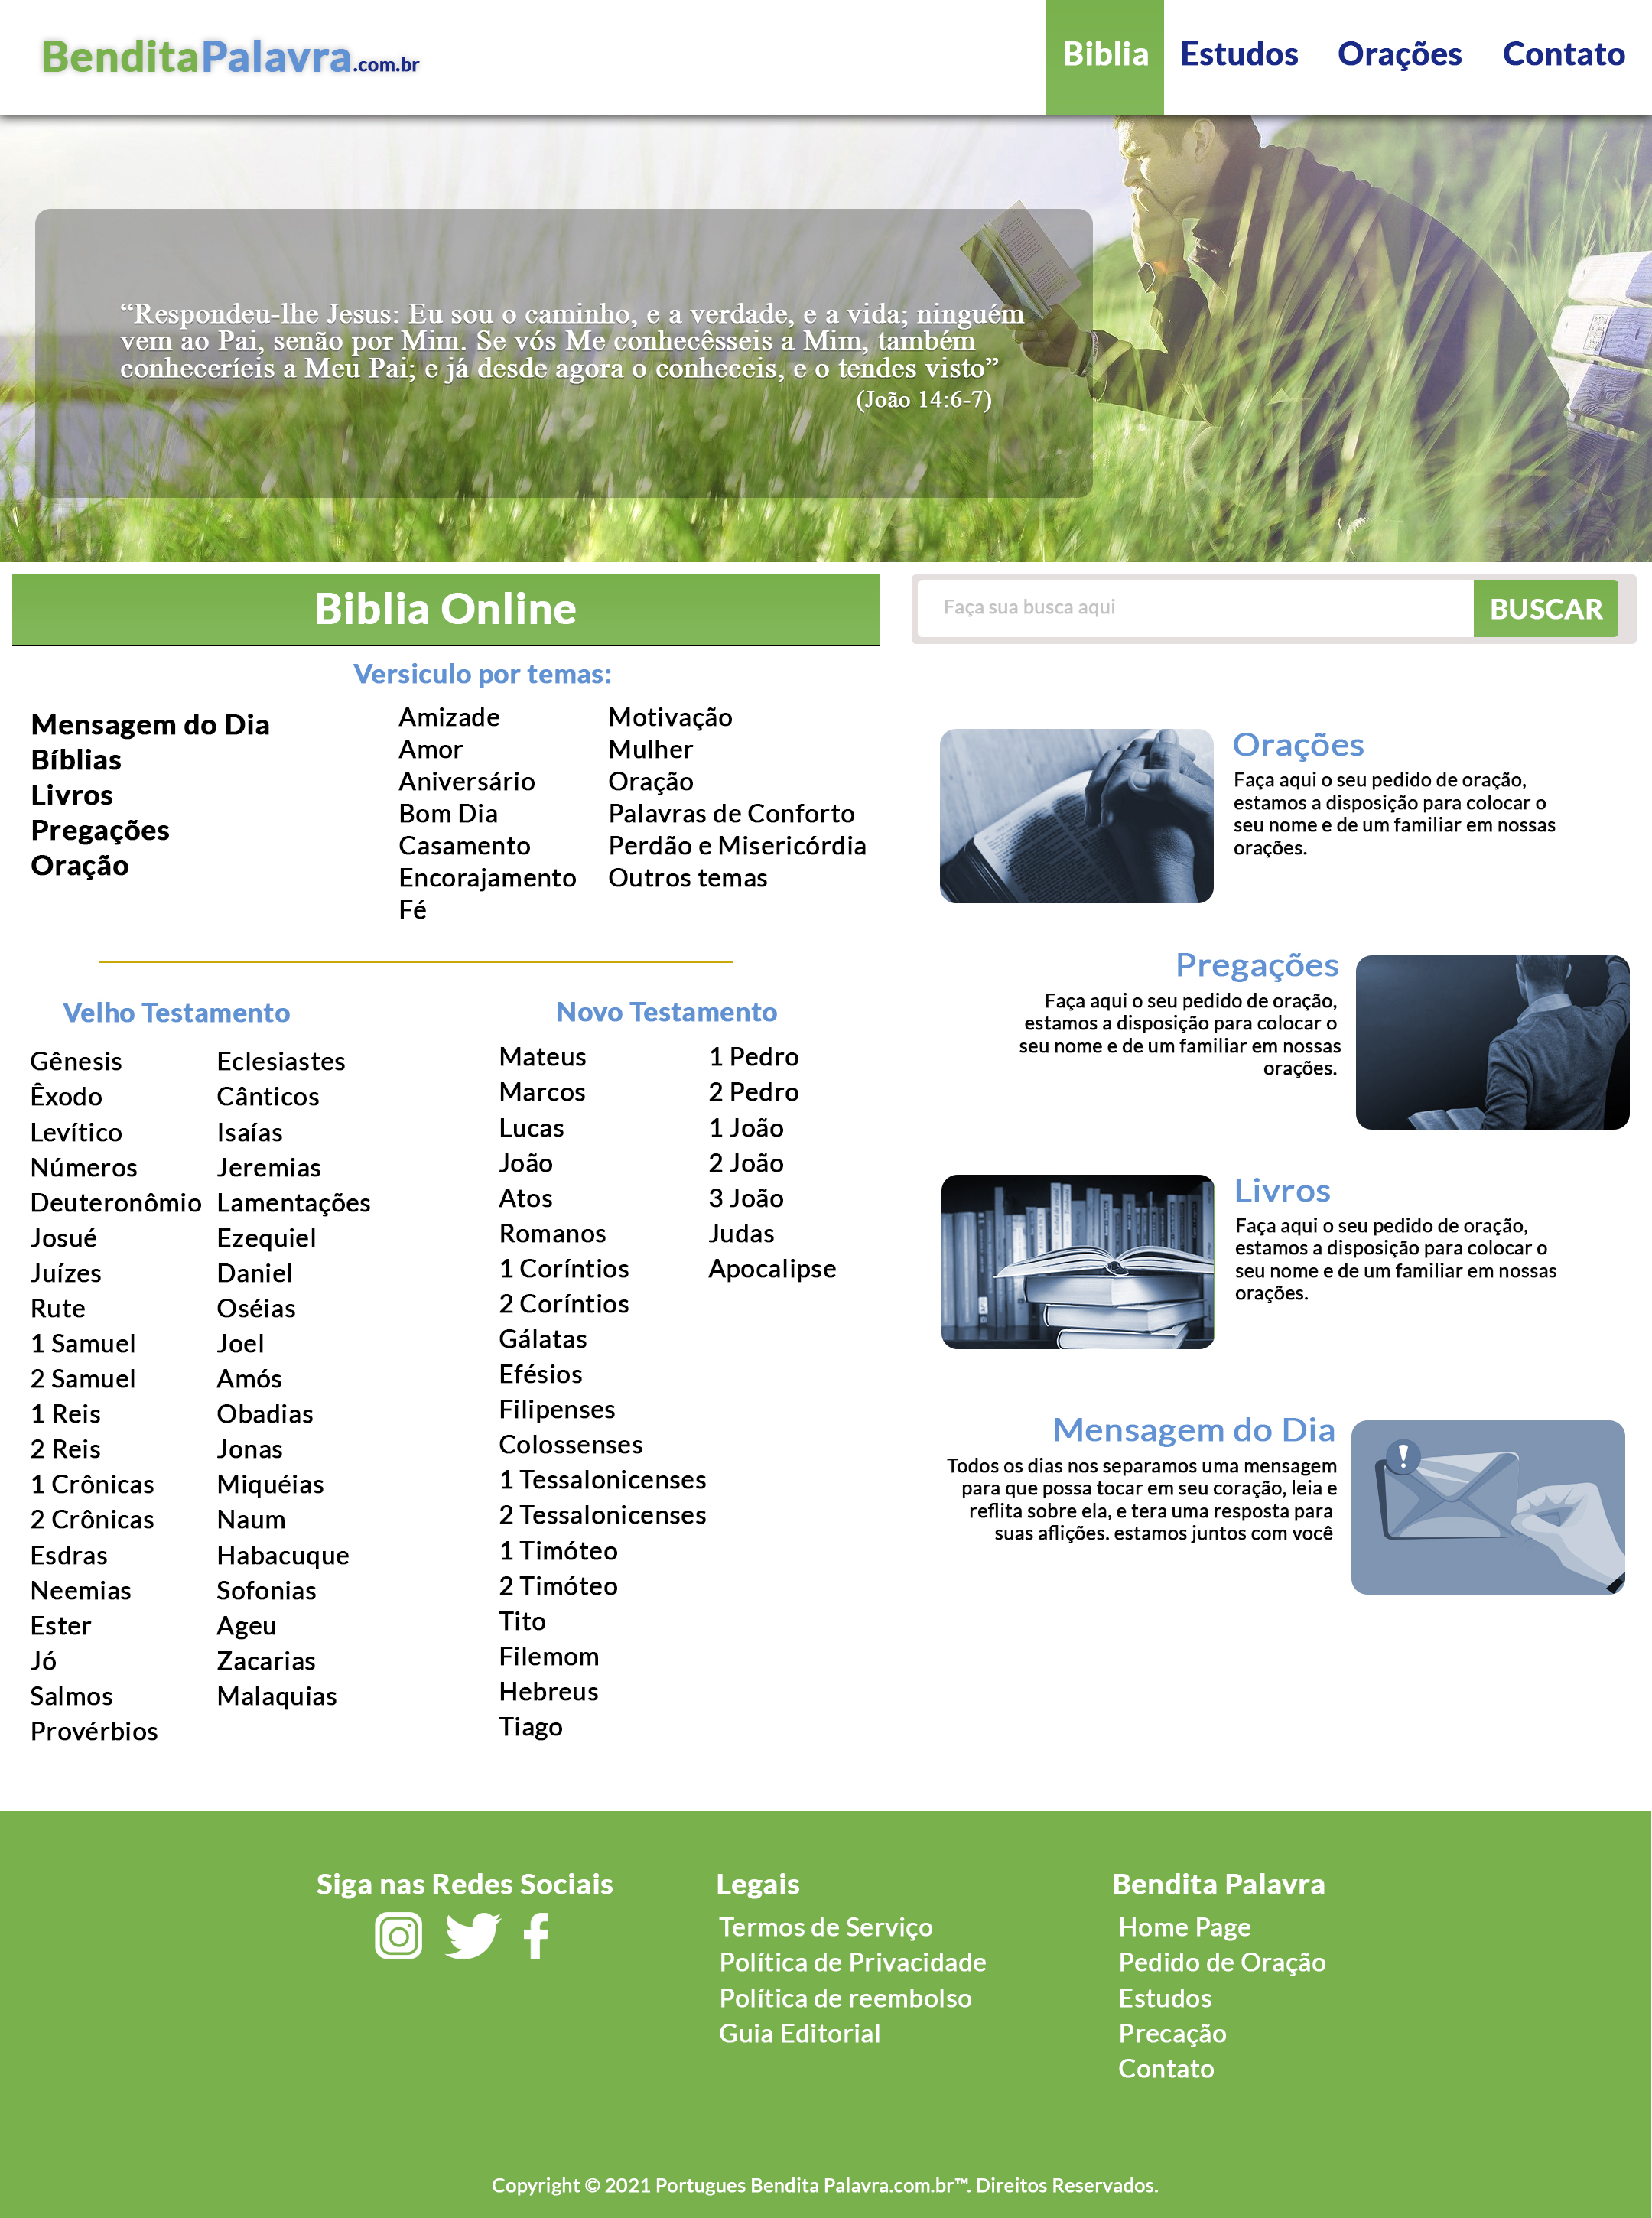 BenditaPalavra.com.br
Biblia Estudos Orações Contato
“Respondeu-lhe Jesus: Eu sou o caminho, e a verdade, e a vida; ninguém
vem ao Pai, senão por Mim. Se vós Me conhecêsseis a Mim, também
conheceríeis a Meu Pai; e já desde agora o conheceis, e o tendes visto”
(João 14:6-7)
Biblia Online
Faça sua busca aqui
BUSCAR
Versiculo por temas:
Mensagem do Dia
Bíblias
Livros
Pregações
Oração
Amizade
Amor
Aniversário
Bom Dia
Casamento
Encorajamento
Fé
Motivação
Mulher
Oração
Palavras de Conforto
Perdão e Misericórdia
Outros temas
Velho Testamento
Gênesis
Êxodo
Levítico
Números
Deuteronômio
Josué
Juízes
Rute
1 Samuel
2 Samuel
1 Reis
2 Reis
1 Crônicas
2 Crônicas
Esdras
Neemias
Ester
Jó
Salmos
Provérbios
Eclesiastes
Cânticos
Isaías
Jeremias
Lamentações
Ezequiel
Daniel
Oséias
Joel
Amós
Obadias
Jonas
Miquéias
Naum
Habacuque
Sofonias
Ageu
Zacarias
Malaquias
Novo Testamento
Mateus
Marcos
Lucas
João
Atos
Romanos
1 Coríntios
2 Coríntios
Gálatas
Efésios
Filipenses
Colossenses
1 Tessalonicenses
2 Tessalonicenses
1 Timóteo
2 Timóteo
Tito
Filemom
Hebreus
Tiago
1 Pedro
2 Pedro
1 João
2 João
3 João
Judas
Apocalipse
Orações
Faça aqui o seu pedido de oração,
estamos a disposição para colocar o
seu nome e de um familiar em nossas
orações.
Pregações
Faça aqui o seu pedido de oração,
estamos a disposição para colocar o
seu nome e de um familiar em nossas
orações.
Livros
Faça aqui o seu pedido de oração,
estamos a disposição para colocar o
seu nome e de um familiar em nossas
orações.
Mensagem do Dia
Todos os dias nos separamos uma mensagem
para que possa tocar em seu coração, leia e
reflita sobre ela, e tera uma resposta para
suas aflições. estamos juntos com você
Siga nas Redes Sociais
Legais
Termos de Serviço
Política de Privacidade
Política de reembolso
Guia Editorial
Bendita Palavra
Home Page
Pedido de Oração
Estudos
Precação
Contato
Copyright © 2021 Portugues Bendita Palavra.com.br™. Direitos Reservados.